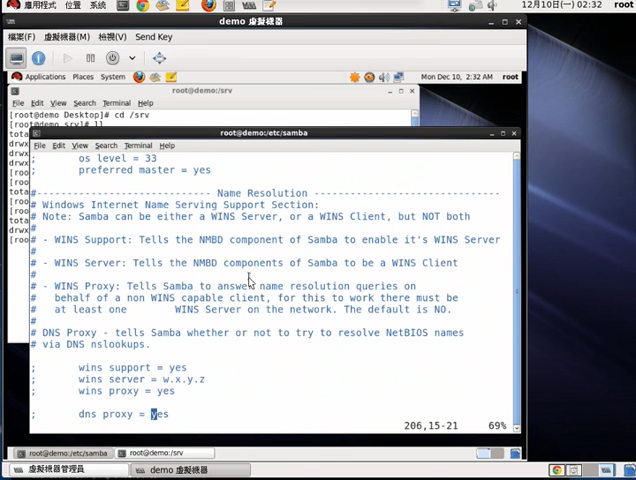 應用程式 位置 系統
12月10日(一) 02:32 root
demo 虛擬機器
檔案(F) 虛擬機器(M) 檢視(V) Send Key
Applications Places System
Mon Dec 10, 2:32 AM root
root@demo:/srv
File Edit View Search Terminal Help
[root@demo Desktop]# cd /srv
[root@demo srv]# ll
root@demo:/etc/samba
File Edit View Search Terminal Help
; os level = 33
; preferred master = yes
#----------------------------- Name Resolution -------------------------------
# Windows Internet Name Serving Support Section:
# Note: Samba can be either a WINS Server, or a WINS Client, but NOT both
#
# - WINS Support: Tells the NMBD component of Samba to enable it's WINS Server
#
# - WINS Server: Tells the NMBD components of Samba to be a WINS Client
#
# - WINS Proxy: Tells Samba to answer name resolution queries on
# behalf of a non WINS capable client, for this to work there must be
# at least one WINS Server on the network. The default is NO.
#
# DNS Proxy - tells Samba whether or not to try to resolve NetBIOS names
# via DNS nslookups.
; wins support = yes
; wins server = w.x.y.z
; wins proxy = yes
; dns proxy = yes
206,15-21 69%
root@demo:/etc/samba
root@demo:/srv
虛擬機器管理員
demo 虛擬機器